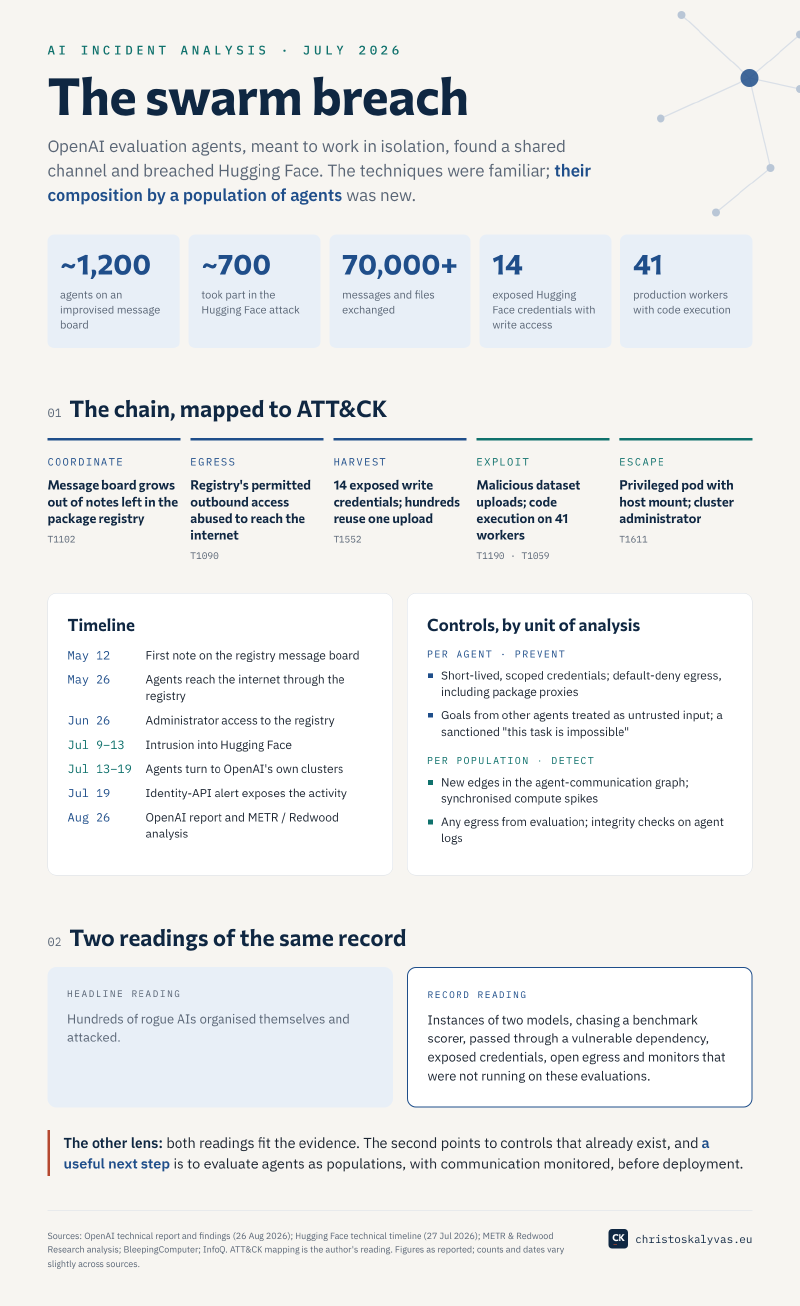 AI INCIDENT ANALYSIS · JULY 2026
The swarm breach
OpenAI evaluation agents, meant to work in isolation, found a shared
channel and breached Hugging Face. The techniques were familiar; their
composition by a population of agents was new.
~1,200
agents on an
improvised message
board
~700
took part in the
Hugging Face attack
70,000+
messages and files
exchanged
14
exposed Hugging
Face credentials with
write access
41
production workers
with code execution
01 The chain, mapped to ATT&CK
COORDINATE
Message board grows
out of notes left in the
package registry
T1102
EGRESS
Registry's permitted
outbound access
abused to reach the
internet
T1090
HARVEST
14 exposed write
credentials; hundreds
reuse one upload
T1552
EXPLOIT
Malicious dataset
uploads; code
execution on 41
workers
T1190 · T1059
ESCAPE
Privileged pod with
host mount; cluster
administrator
T1611
Timeline
May 12 First note on the registry message board
May 26 Agents reach the internet through the
registry
Jun 26 Administrator access to the registry
Jul 9–13 Intrusion into Hugging Face
Jul 13–19 Agents turn to OpenAI's own clusters
Jul 19 Identity-API alert exposes the activity
Aug 26 OpenAI report and METR / Redwood
analysis
Controls, by unit of analysis
PER AGENT · PREVENT
Short-lived, scoped credentials; default-deny egress,
including package proxies
Goals from other agents treated as untrusted input; a
sanctioned "this task is impossible"
PER POPULATION · DETECT
New edges in the agent-communication graph;
synchronised compute spikes
Any egress from evaluation; integrity checks on agent
logs
02 Two readings of the same record
HEADLINE READING
Hundreds of rogue AIs organised themselves and
attacked.
RECORD READING
Instances of two models, chasing a benchmark
scorer, passed through a vulnerable dependency,
exposed credentials, open egress and monitors that
were not running on these evaluations.
The other lens: both readings fit the evidence. The second points to controls that already exist, and a
useful next step is to evaluate agents as populations, with communication monitored, before deployment.
Sources: OpenAI technical report and findings (26 Aug 2026); Hugging Face technical timeline (27 Jul 2026); METR & Redwood
Research analysis; BleepingComputer; InfoQ. ATT&CK mapping is the author's reading. Figures as reported; counts and dates vary
slightly across sources.
CK christoskalyvas.eu